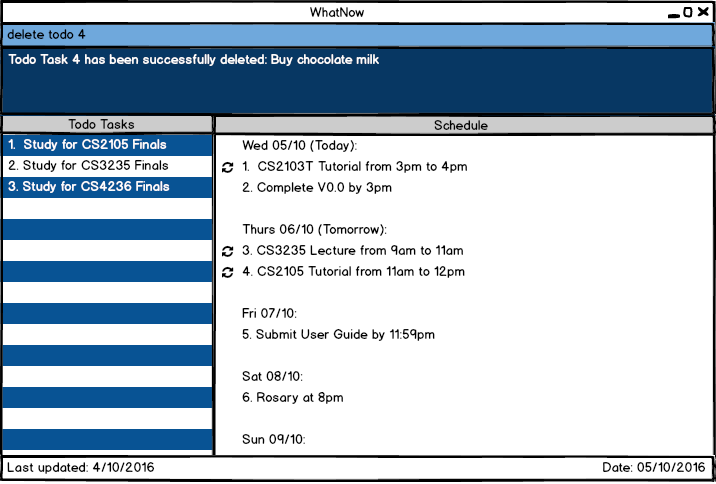 WhatNow
delete todo 4
Todo Task 4 has been successfully deleted: Buy chocolate milk
Todo Tasks
1. Study for CS2105 Finals
2. Study for CS3235 Finals
3. Study for CS4236 Finals
Schedule
Wed 05/10 (Today):
1. CS2103T Tutorial from 3pm to 4pm
2. Complete V0.0 by 3pm
Thurs 06/10 (Tomorrow):
3. CS3235 Lecture from 9am to 11am
4. CS2105 Tutorial from 11am to 12pm
Fri 07/10:
5. Submit User Guide by 11:59pm
Sat 08/10:
6. Rosary at 8pm
Sun 09/10:
Last updated: 4/10/2016
Date: 05/10/2016